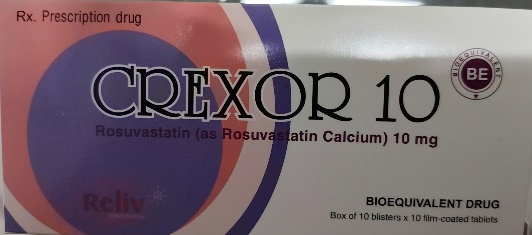 Rx. Prescription drug
BIOEQUIVALENT
BE
CREXOR 10
Rosuvastatin (as Rosuvastatin Calcium) 10 mg
Reliv
BIOEQUIVALENT DRUG
Box of 10 blisters x 10 film-coated tablets